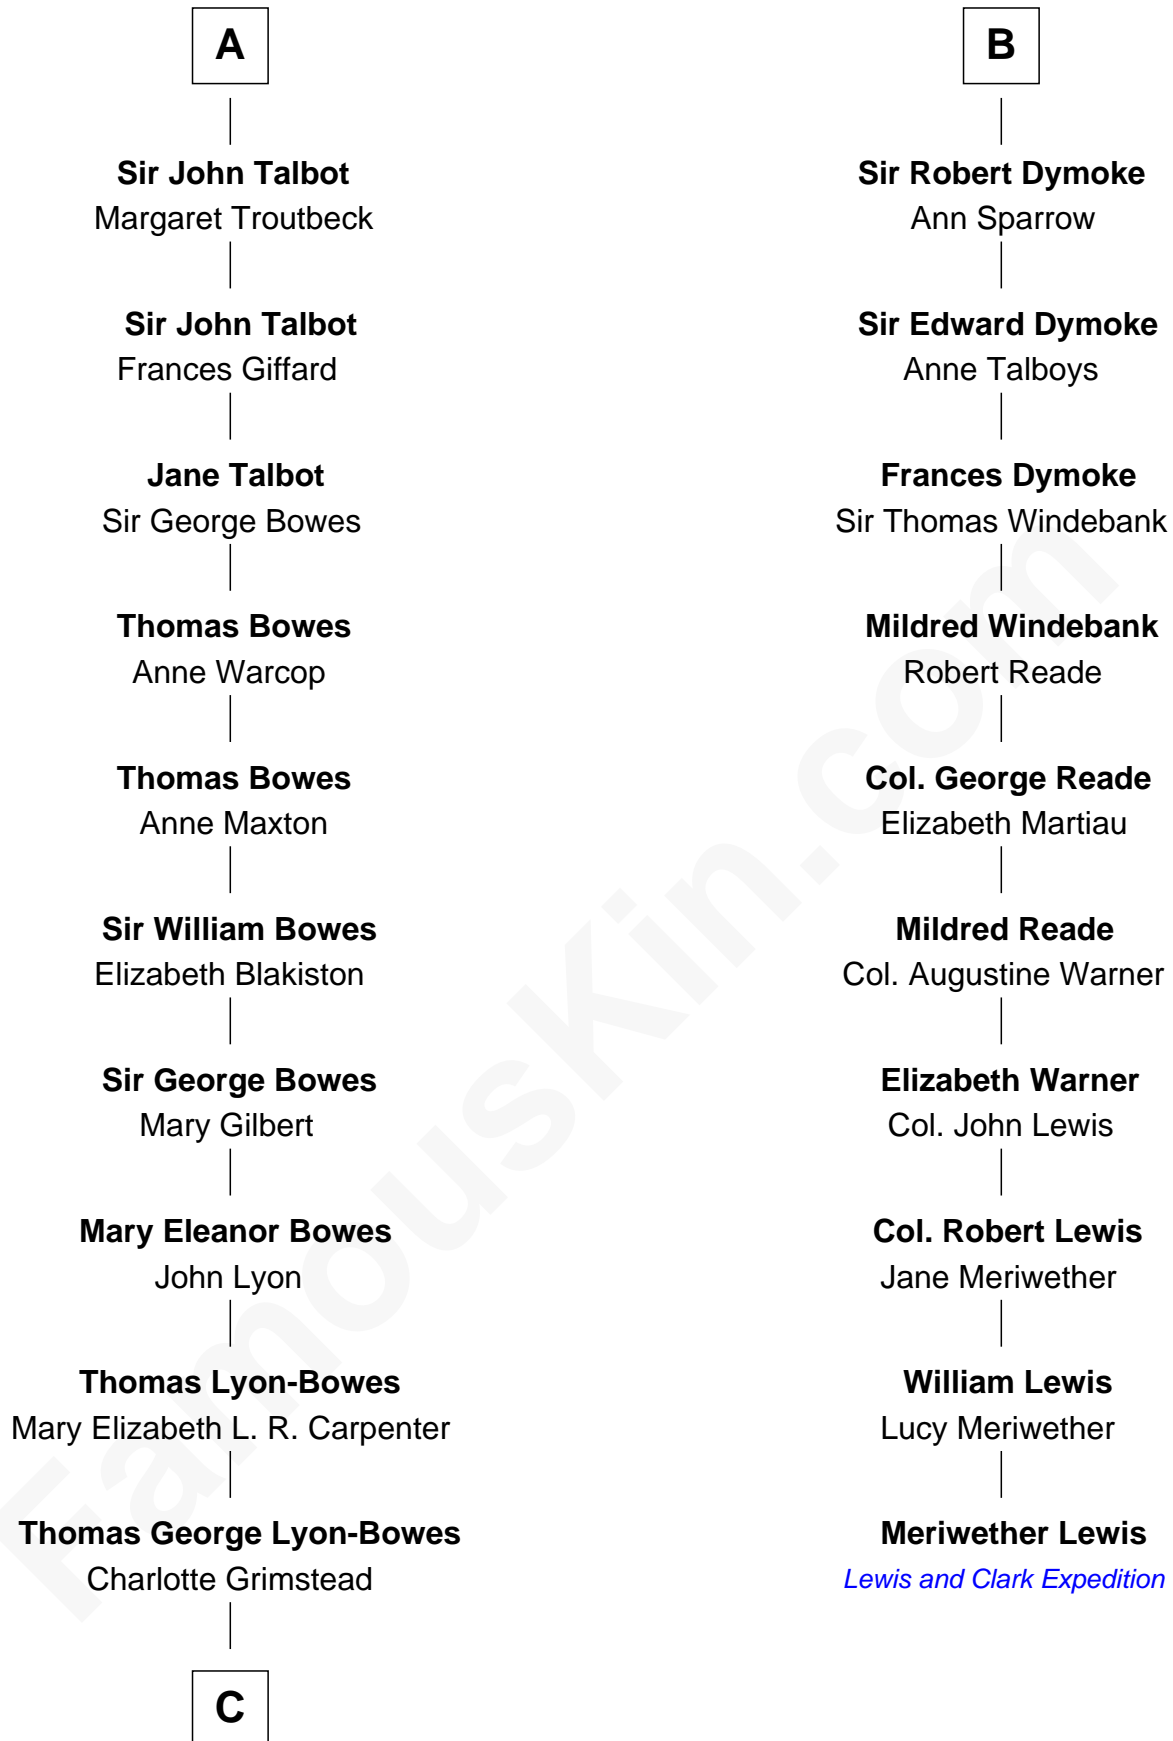 A
Sir John Talbot
Margaret Troutbeck
Sir John Talbot
Frances Giffard
Jane Talbot
Sir George Bowes
Thomas Bowes
Anne Warcop
Thomas Bowes
Anne Maxton
Sir William Bowes
Elizabeth Blakiston
Sir George Bowes
Mary Gilbert
Mary Eleanor Bowes
John Lyon
Thomas Lyon-Bowes
Mary Elizabeth L. R. Carpenter
Thomas George Lyon-Bowes
Charlotte Grimstead
C
B
Sir Robert Dymoke
Ann Sparrow
Sir Edward Dymoke
Anne Talboys
Frances Dymoke
Sir Thomas Windebank
Mildred Windebank
Robert Reade
Col. George Reade
Elizabeth Martiau
Mildred Reade
Col. Augustine Warner
Elizabeth Warner
Col. John Lewis
Col. Robert Lewis
Jane Meriwether
William Lewis
Lucy Meriwether
Meriwether Lewis
Lewis and Clark Expedition
FamousKin.com